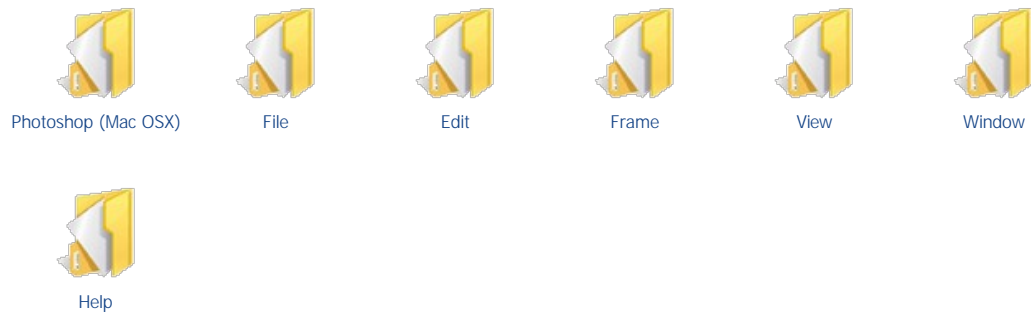 Photoshop (Mac OSX)
File
Edit
Frame
View
Window
Help